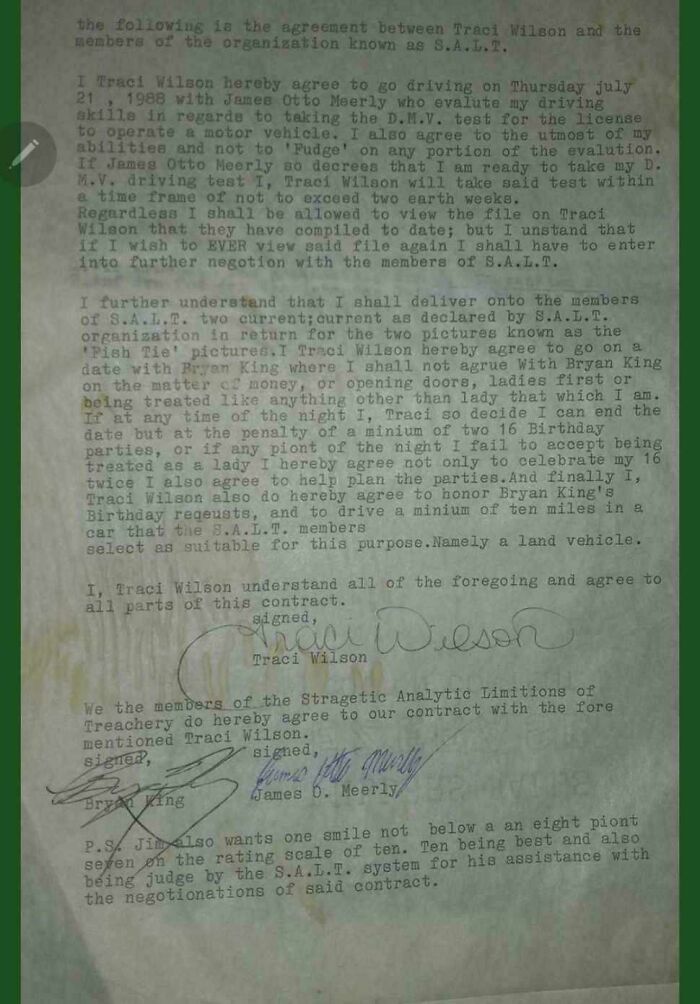 the following is the agreement between Traci Wilson and the
members of the organization known as S.A.L.T.
I Traci Wilson hereby agree to go driving on Thursday july
21 , 1988 with James Otto Meerly who evalute my driving
skills in regards to taking the D.M.V. test for the license
to operate a motor vehicle. I also agree to the utmost of my
abilities and not to 'Fudge' on any portion of the evalution.
If James Otto Meerly so decrees that I am ready to take my D.
M.V. driving test I, Traci Wilson will take said test within
a time frame of not to exceed two earth weeks.
Regardless I shall be allowed to view the file on Traci
Wilson that they have compiled to date; but I unstand that
if I wish to EVER view said file again I shall have to enter
into further negotion with the members of S.A.L.T.
I further understand that I shall deliver onto the members
of S.A.L.T. two current;current as declared by S.A.L.T.
organization in return for the two pictures known as the
'Fish Tie' pictures.I Traci Wilson hereby agree to go on a
date with Bryan King where I shall not agrue With Bryan King
on the matter of money, or opening doors, ladies first or
being treated like anything other than lady that which I am.
If at any time of the night I, Traci so decide I can end the
date but at the penalty of a minium of two 16 Birthday
parties, or if any piont of the night I fail to accept being
treated as a lady I hereby agree not only to celebrate my 16
twice I also agree to help plan the parties.And finally I,
Traci Wilson also do hereby agree to honor Bryan King's
Birthday reqeusts, and to drive a minium of ten miles in a
car that the S.A.L.T. members
select as suitable for this purpose.Namely a land vehicle.
I, Traci Wilson understand all of the foregoing and agree to
all parts of this contract.
signed,
Traci Wilson
Traci Wilson
We the members of the Stragetic Analytic Limitions of
Treachery do hereby agree to our contract with the fore
mentioned Traci Wilson.
signed, signed,
James Otto Meerly
Bryan King James O. Meerly
P.S. Jim also wants one smile not below a an eight piont
seven on the rating scale of ten. Ten being best and also
being judge by the S.A.L.T. system for his assistance with
the negotionations of said contract.